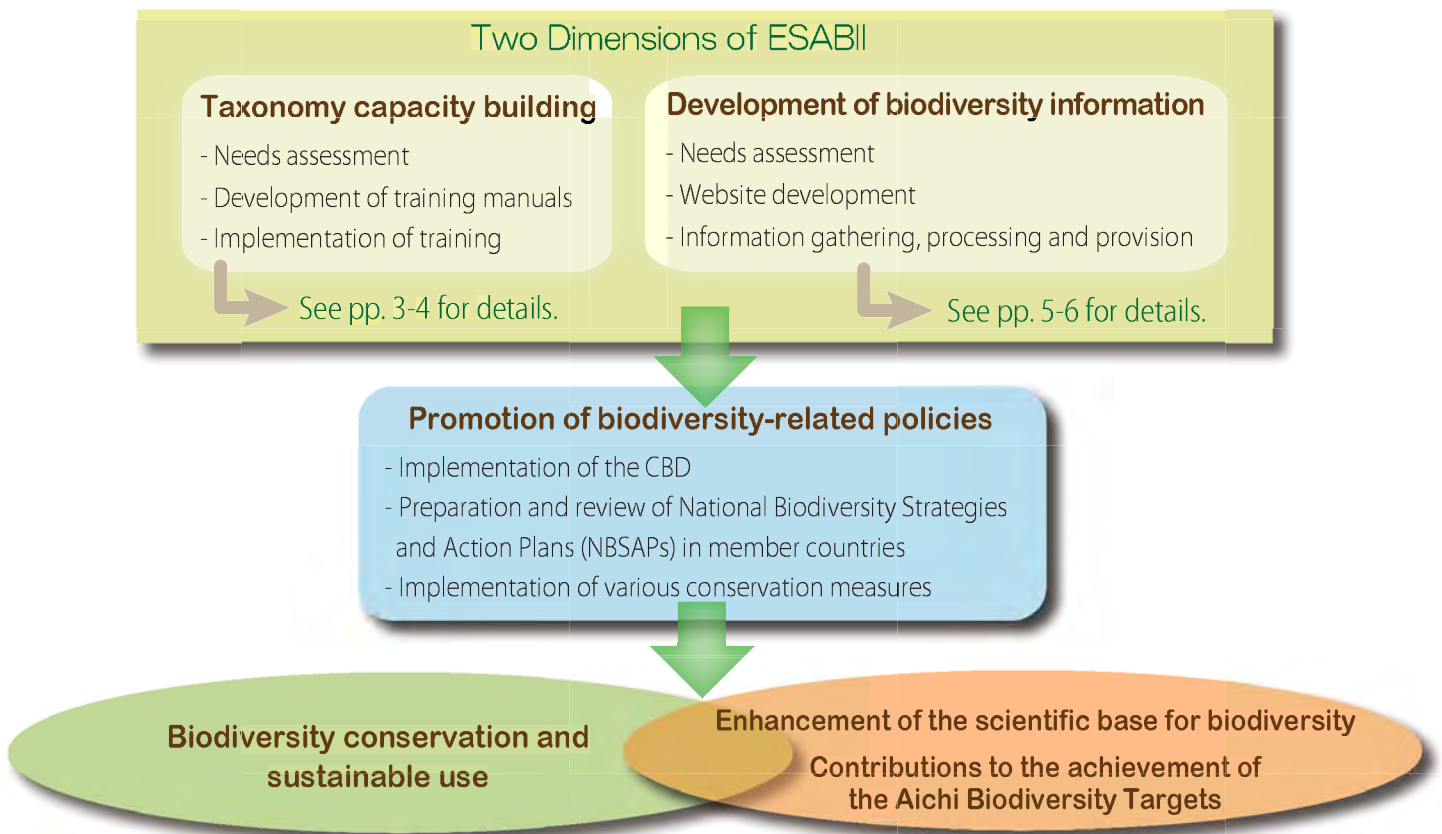 Two Dimensions of ESABII
Taxonomy capacity building
- Needs assessment
- Development of training manuals
- Implementation of training
See pp. 3-4 for details.
Development of biodiversity information
- Needs assessment
- Website development
- Information gathering, processing and provision
See pp. 5-6 for details.
Promotion of biodiversity-related policies
- Implementation of the CBD
- Preparation and review of National Biodiversity Strategies
and Action Plans (NBSAPs) in member countries
- Implementation of various conservation measures
Biodiversity conservation and
sustainable use
Enhancement of the scientific base for biodiversity
Contributions to the achievement of
the Aichi Biodiversity Targets